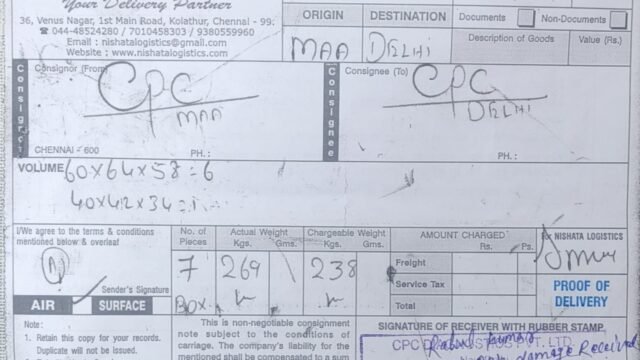 Your Delivery Partner
36, Venus Nagar, 1st Main Road, Kolathur, Chennai - 99.
☎ 044-48524280 / 7010458303 / 9380559960
Email : nishatalogistics@gmail.com
Website : www.nishatalogistics.com
ORIGIN
DESTINATION
Documents
Non-Documents
MAA
DELHI
Description of Goods
Value (Rs.)
Consignor
Consignor (From)
CPC
MAA
CHENNAI - 600
PH. :
Consignee
Consignee (To)
CPC
DELHI
PH. :
VOLUME
60x64x58=6
40x42x34=1
I/We agree to the terms & conditions
mentioned below & overleaf
Sender's Signature
AIR
SURFACE
No. of
Pieces
7
BOX
Actual Weight
Kgs. Gms.
269
Chargeable Weight
Kgs. Gms.
238
AMOUNT CHARGED
Rs. Ps.
Freight
Service Tax
Total
For NISHATA LOGISTICS
PROOF OF
DELIVERY
Note :
1. Retain this copy for your records.
Duplicate will not be issued.
This is non-negotiable consignment
note subject to the conditions of
carriage. The company's liability for the
mentioned shall be compensated to a sum
SIGNATURE OF RECEIVER WITH RUBBER STAMP
CPC LOGISTICS PVT. LTD
damage Received